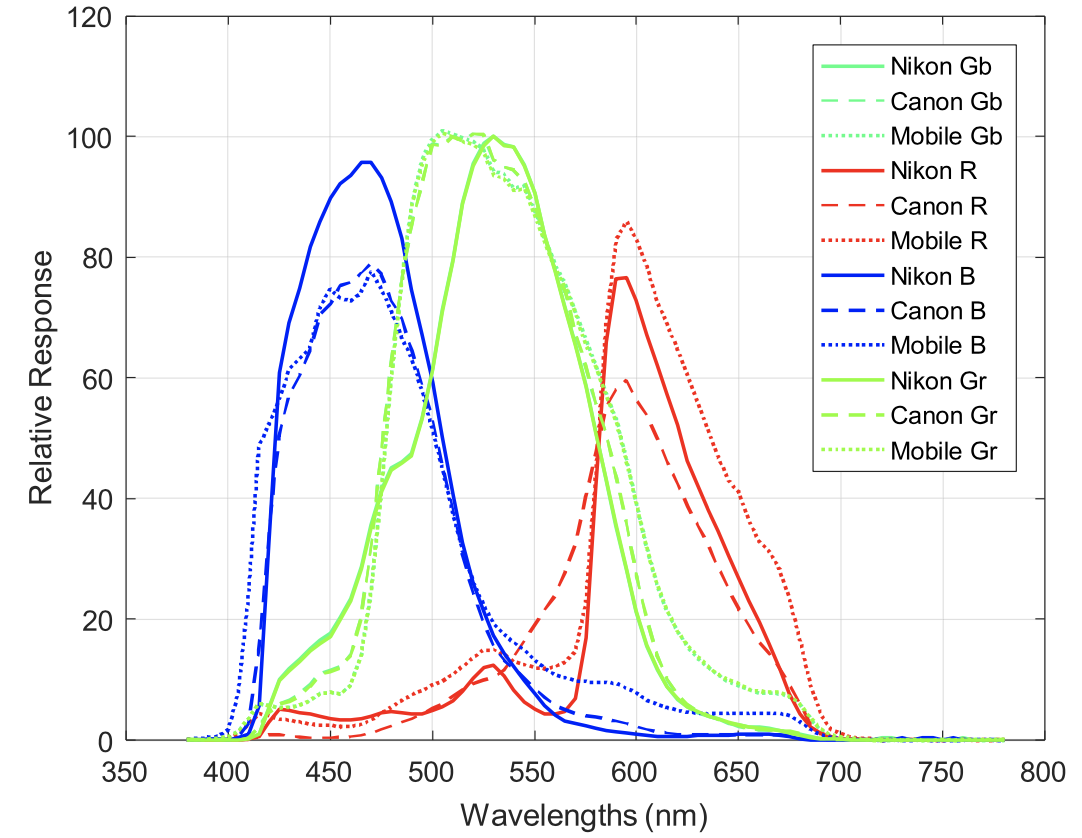 120
100
80
60
40
20
0
350 400 450 500 550 600 650 700 750 800
Relative Response
Wavelengths (nm)
Nikon Gb
Canon Gb
Mobile Gb
Nikon R
Canon R
Mobile R
Nikon B
Canon B
Mobile B
Nikon Gr
Canon Gr
Mobile Gr